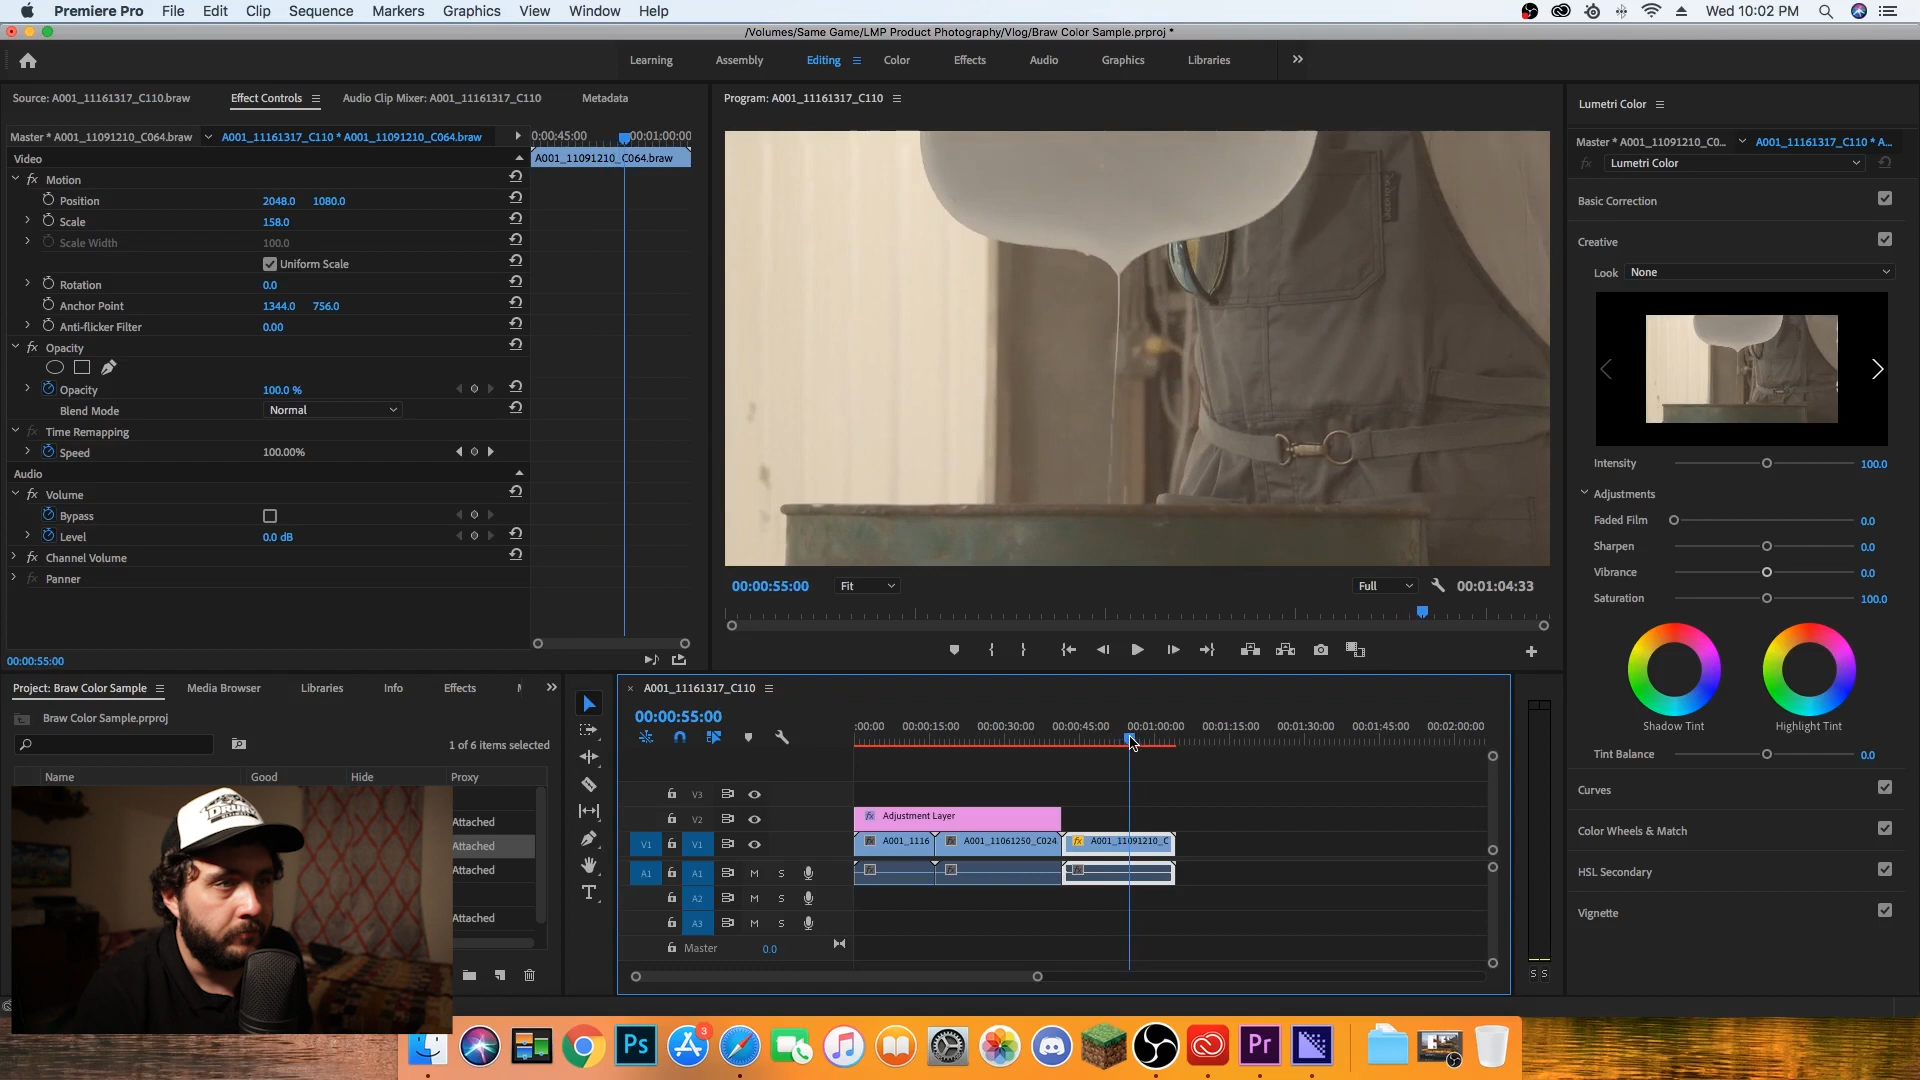 Premiere Pro File Edit Clip Sequence Markers Graphics View Window Help
Wed 10:02 PM
/Volumes/Same Game/LMP Product Photography/Vlog/Braw Color Sample.prproj *
Learning Assembly Editing Color Effects Audio Graphics Libraries
Source: A001_11161317_C110.braw Effect Controls Audio Clip Mixer: A001_11161317_C110 Metadata
Master * A001_11091210_C064.braw A001_11161317_C110 * A001_11091210_C064.braw
0:00:45:00 00:01:00:00
A001_11091210_C064.braw
Video
fx Motion
Position 2048.0 1080.0
Scale 158.0
Scale Width 100.0
Uniform Scale
Rotation 0.0
Anchor Point 1344.0 756.0
Anti-flicker Filter 0.00
fx Opacity
Opacity 100.0 %
Blend Mode Normal
fx Time Remapping
Speed 100.00%
Audio
fx Volume
Bypass
Level 0.0 dB
fx Channel Volume
fx Panner
00:00:55:00
Program: A001_11161317_C110
00:00:55:00 Fit Full 00:01:04:33
Lumetri Color
Master * A001_11091210_C0... A001_11161317_C110 * A...
fx Lumetri Color
Basic Correction
Creative
Look None
Intensity 100.0
Adjustments
Faded Film 0.0
Sharpen 0.0
Vibrance 0.0
Saturation 100.0
Shadow Tint Highlight Tint
Tint Balance 0.0
Curves
Color Wheels & Match
HSL Secondary
Vignette
Project: Braw Color Sample Media Browser Libraries Info Effects
Braw Color Sample.prproj
1 of 6 items selected
Name Good Hide Proxy
Attached
Attached
Attached
Attached
DRURY
A001_11161317_C110
00:00:55:00
:00:00 00:00:15:00 00:00:30:00 00:00:45:00 00:01:00:00 00:01:15:00 00:01:30:00 00:01:45:00 00:02:00:00
V3
V2 fx Adjustment Layer
V1 V1 fx A001_1116 fx A001_11061250_C024 fx A001_11091210_C
A1 A1 M S
A2 M S
A3 M S
Master 0.0
S S
Ps 3 Pr